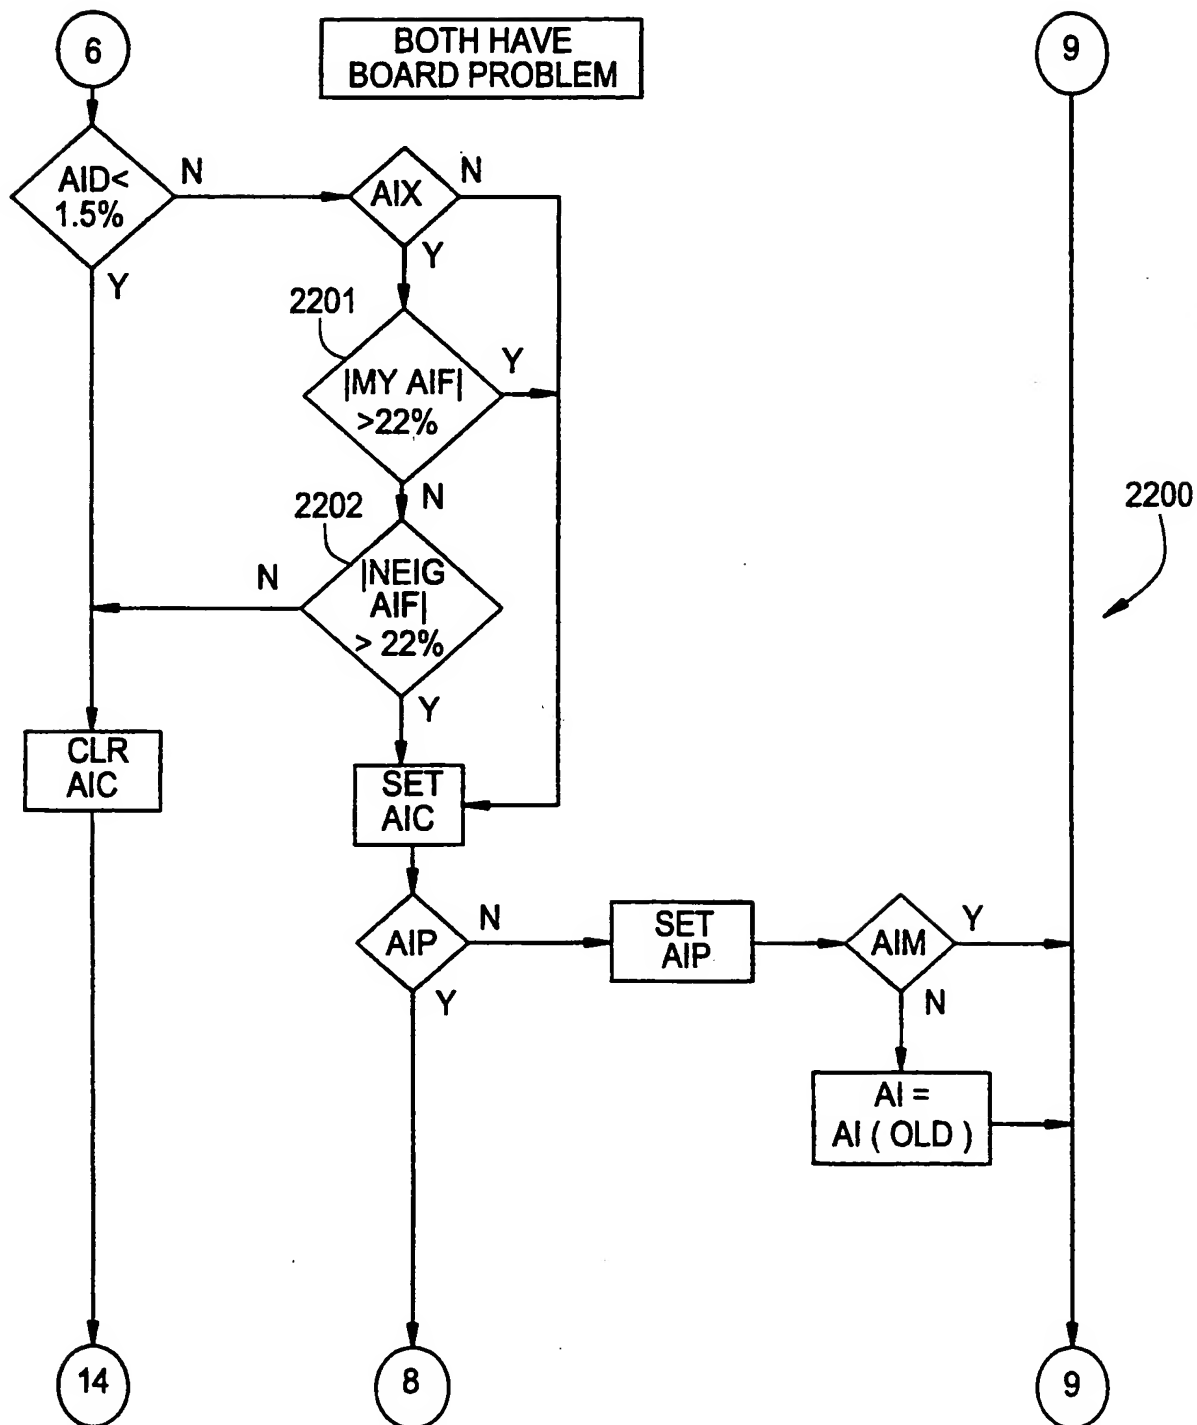 6
BOTH HAVE
BOARD PROBLEM
9
AID<
1.5%
N
Y
AIX
N
Y
2201
|MY AIF|
>22%
Y
N
2202
|NEIG
AIF|
> 22%
N
Y
2200
CLR
AIC
SET
AIC
AIP
N
Y
SET
AIP
AIM
Y
N
AI =
AI ( OLD )
14
8
9